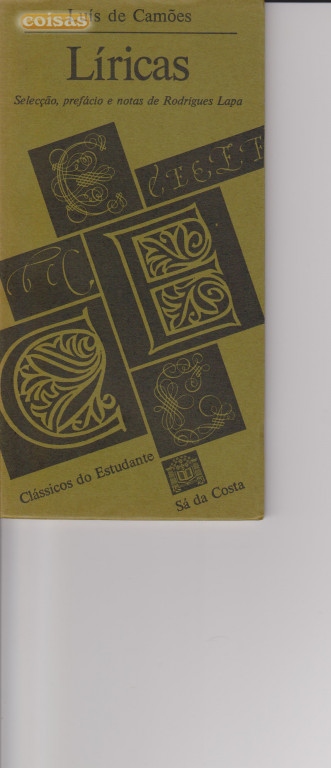 coisas
Luís de Camões
Líricas
Selecção, prefácio e notas de Rodrigues Lapa
Clássicos do Estudante
Sá da Costa